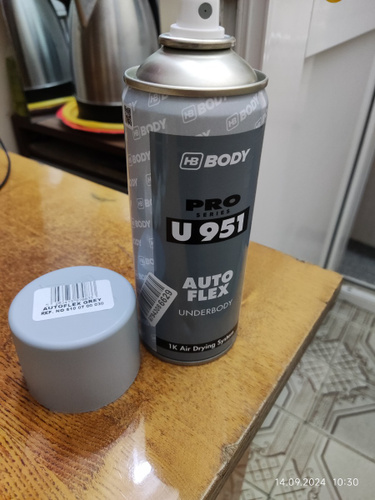 HB BODY
PRO
SERIES
U 951
AUTO
FLEX
UNDERBODY
1K Air Drying System
AUTOFLEX GREY
14.09.2024 10:30